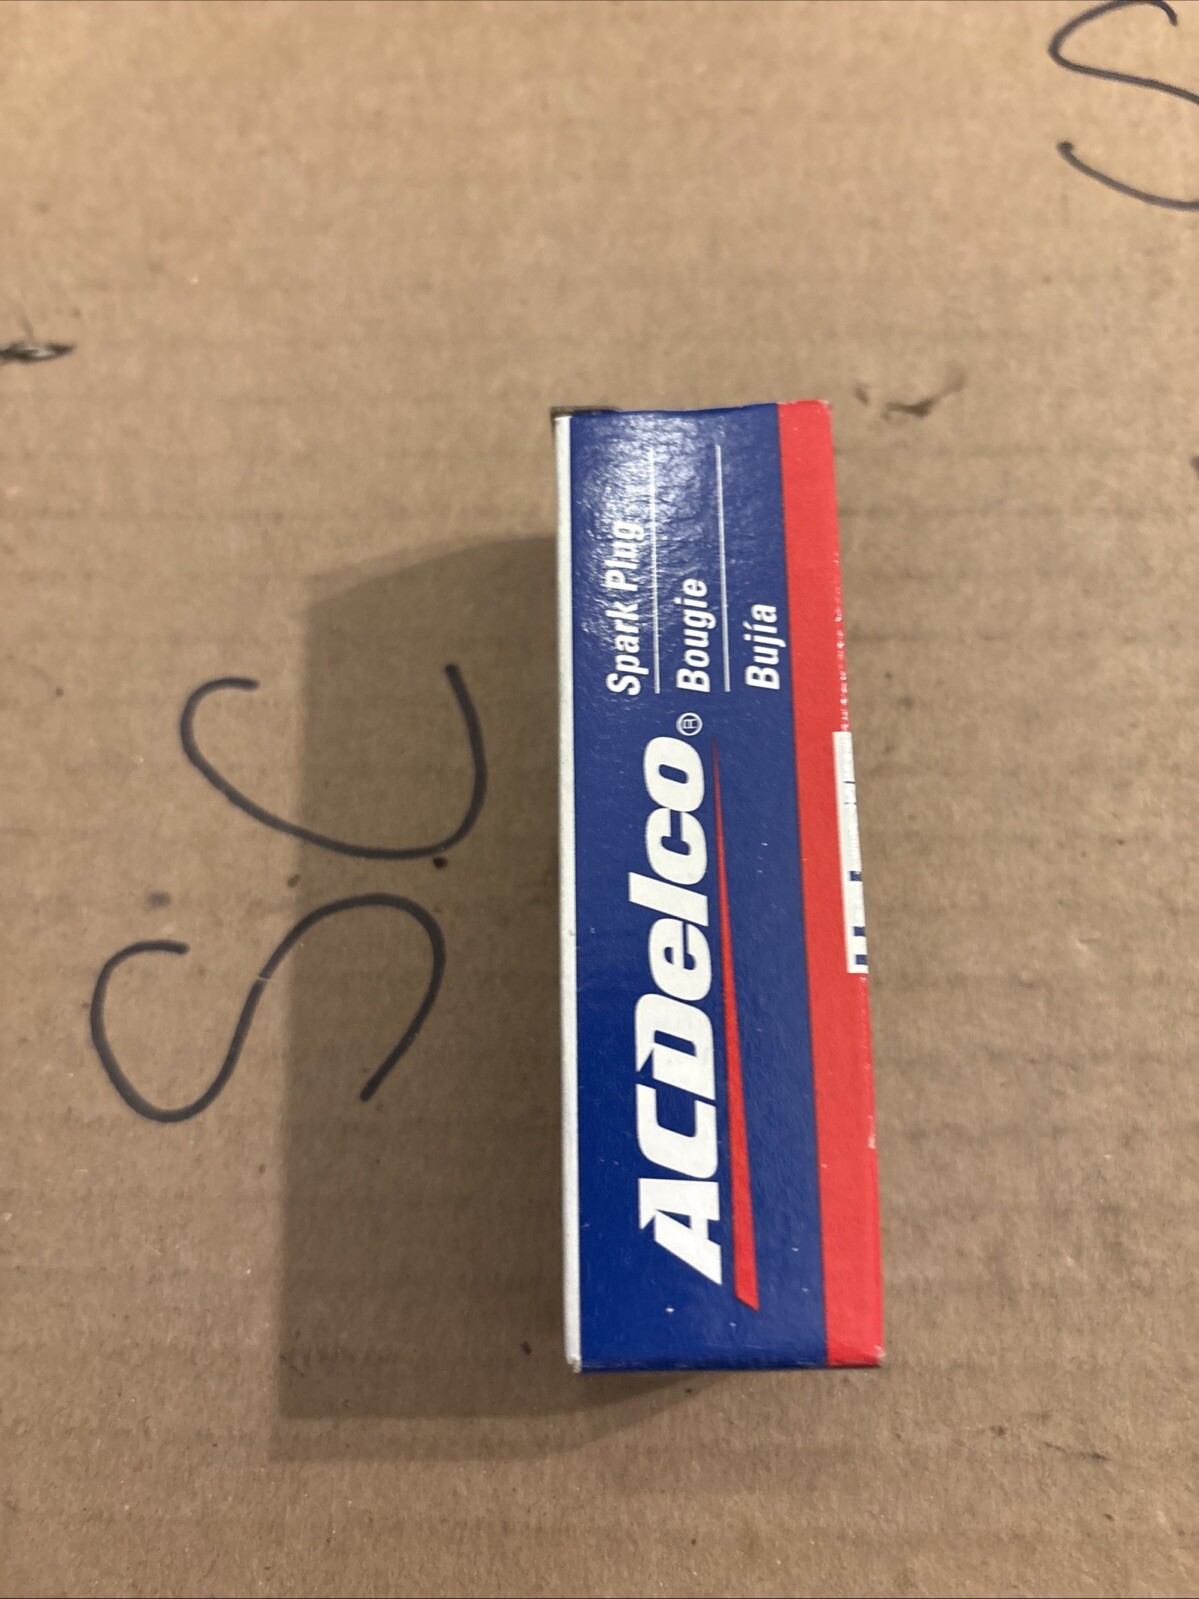 ACDelco®
Spark Plug
Bougie
Bujía
SC
S